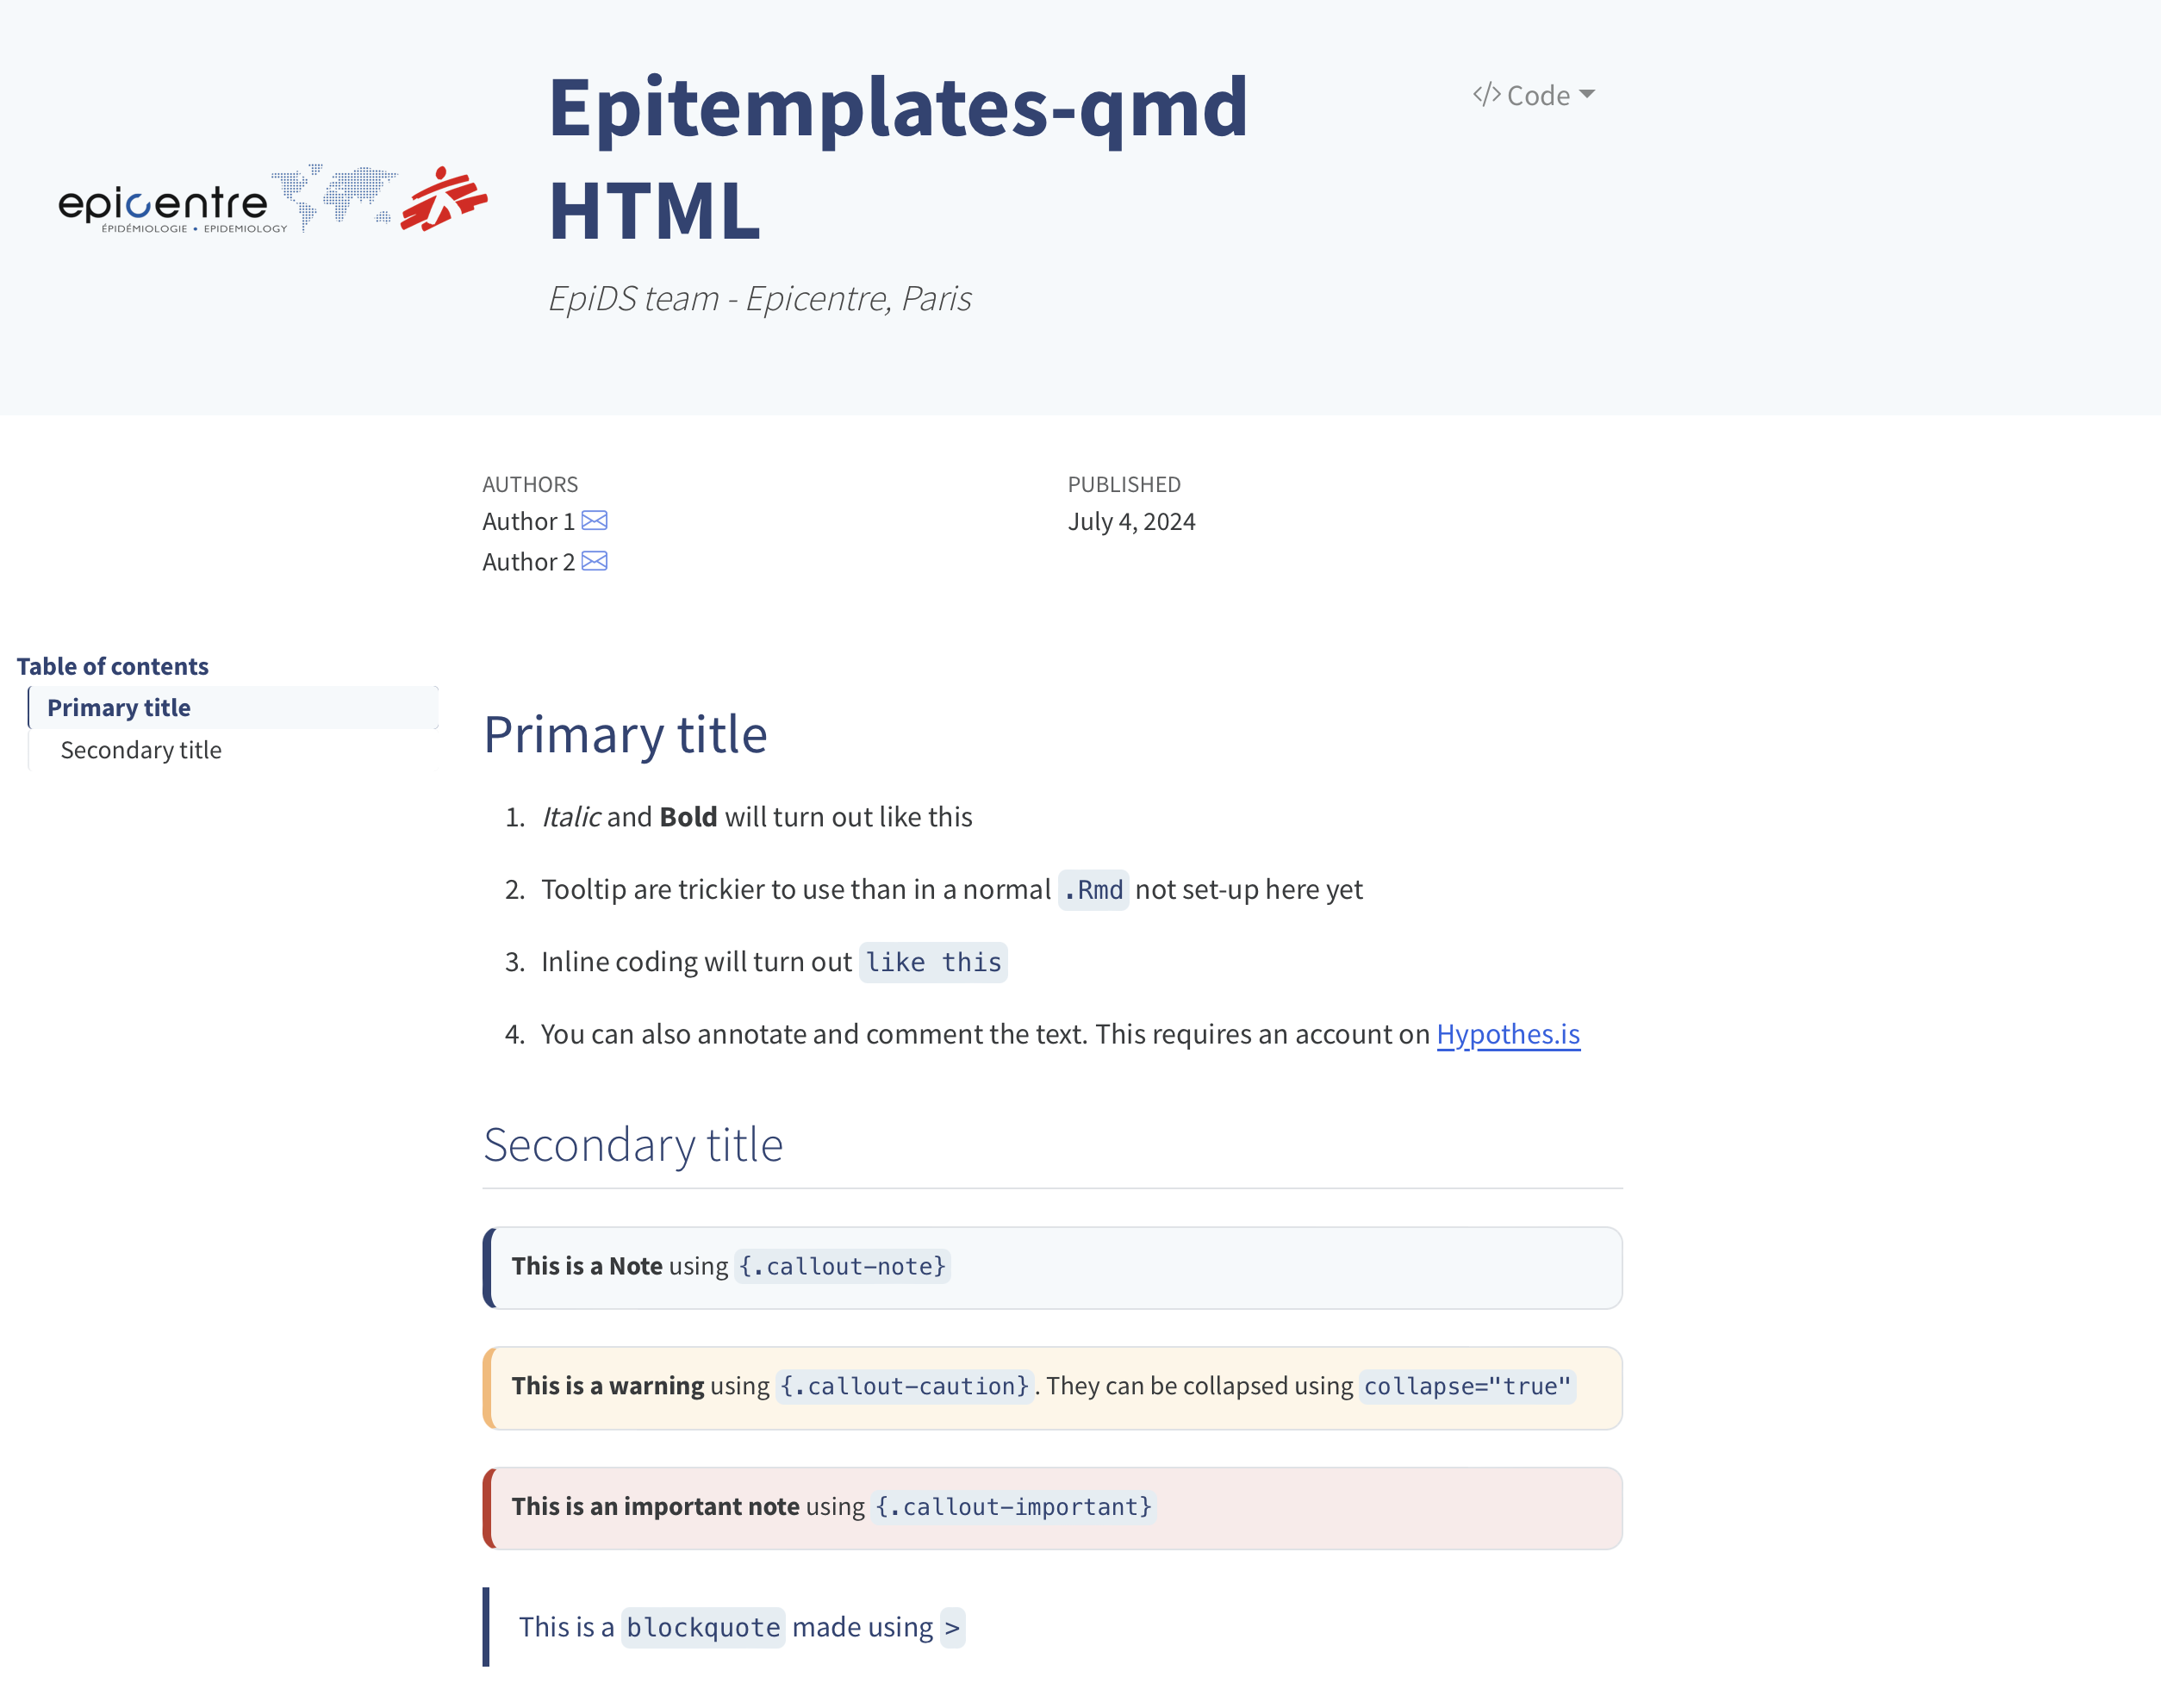 Epitemplates-qmd
HTML
</> Code
epicentre
ÉPIDÉMIOLOGIE • EPIDEMIOLOGY
EpiDS team - Epicentre, Paris
AUTHORS
Author 1
Author 2
PUBLISHED
July 4, 2024
Table of contents
Primary title
Secondary title
Primary title
1. Italic and Bold will turn out like this
2. Tooltip are trickier to use than in a normal .Rmd not set-up here yet
3. Inline coding will turn out like this
4. You can also annotate and comment the text. This requires an account on Hypothes.is
Secondary title
This is a Note using {.callout-note}
This is a warning using {.callout-caution}. They can be collapsed using collapse="true"
This is an important note using {.callout-important}
This is a blockquote made using >